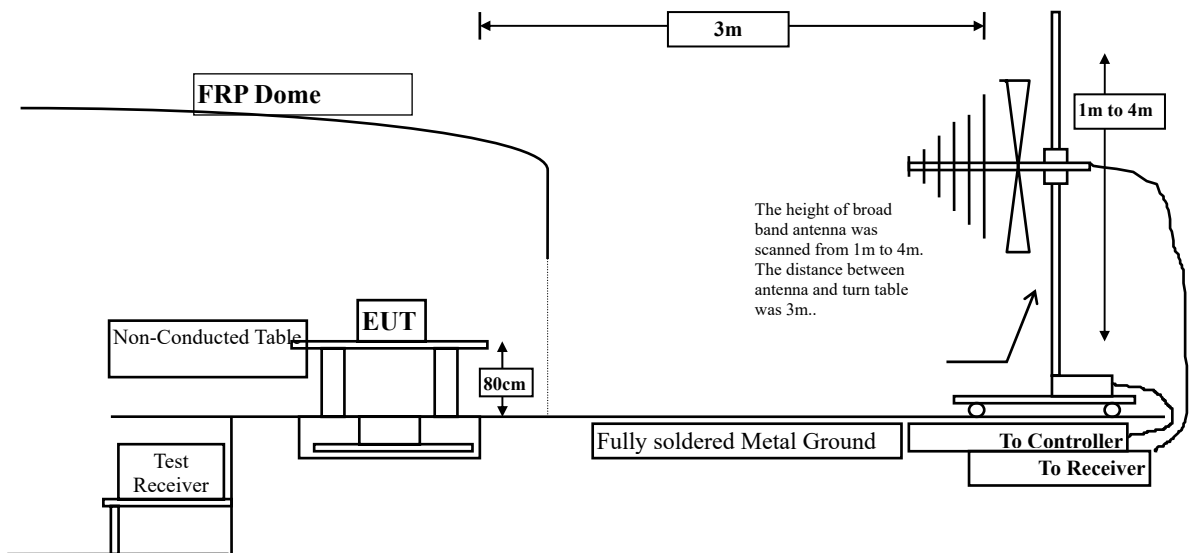 3m
FRP Dome
1m to 4m
The height of broad
band antenna was
scanned from 1m to 4m.
The distance between
antenna and turn table
was 3m..
EUT
Non-Conducted Table
80cm
Fully soldered Metal Ground
To Controller
To Receiver
Test
Receiver